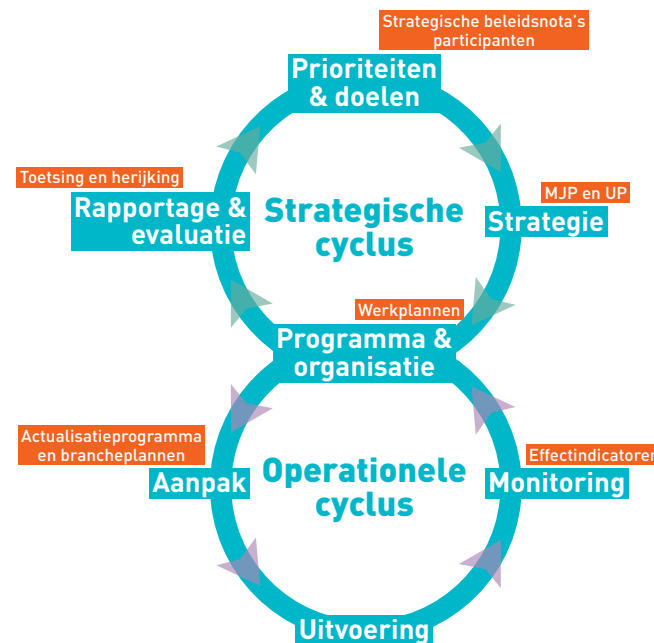 Strategische beleidsnota's
participanten
Prioriteiten
& doelen
Toetsing en herijking
Rapportage &
evaluatie
Strategische
cyclus
MJP en UP
Strategie
Werkplannen
Programma &
organisatie
Actualisatieprogramma
en brancheplannen
Aanpak
Operationele
cyclus
Effectindicatoren
Monitoring
Uitvoering